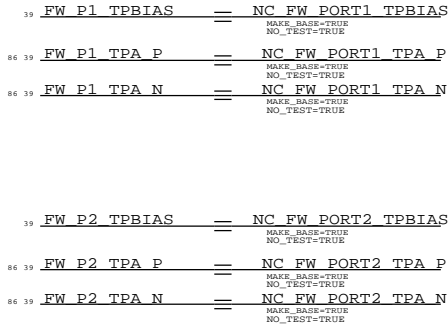 39 FW_P1_TPBIAS = NC_FW_PORT1_TPBIAS
MAKE_BASE=TRUE
NO_TEST=TRUE
86 39 FW_P1_TPA_P = NC_FW_PORT1_TPA_P
MAKE_BASE=TRUE
NO_TEST=TRUE
86 39 FW_P1_TPA_N = NC_FW_PORT1_TPA_N
MAKE_BASE=TRUE
NO_TEST=TRUE
39 FW_P2_TPBIAS = NC_FW_PORT2_TPBIAS
MAKE_BASE=TRUE
NO_TEST=TRUE
86 39 FW_P2_TPA_P = NC_FW_PORT2_TPA_P
MAKE_BASE=TRUE
NO_TEST=TRUE
86 39 FW_P2_TPA_N = NC_FW_PORT2_TPA_N
MAKE_BASE=TRUE
NO_TEST=TRUE